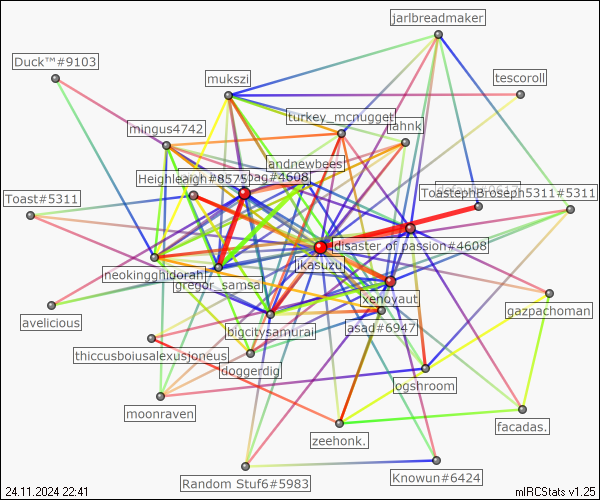 jarlbreadmaker
Duck™#9103
tescoroll
mukszi
turkey_mcnugget
lahnk
mingus4742
andnewbees
Heighleigh#8575
bag#4608
ToastephBroseph5311#5311
Toast#5311
disaster of passion#4608
ikasuzu
neokingghidorah
gregor_samsa
xenoyaut
gazpachoman
avelicious
bigcitysamurai
asad#6947
thiccusboiusalexusjoneus
doggerdig
ogshroom
moonraven
facadas.
zeehonk.
Random Stuf6#5983
Knowun#6424
24.11.2024 22:41
mIRCStats v1.25